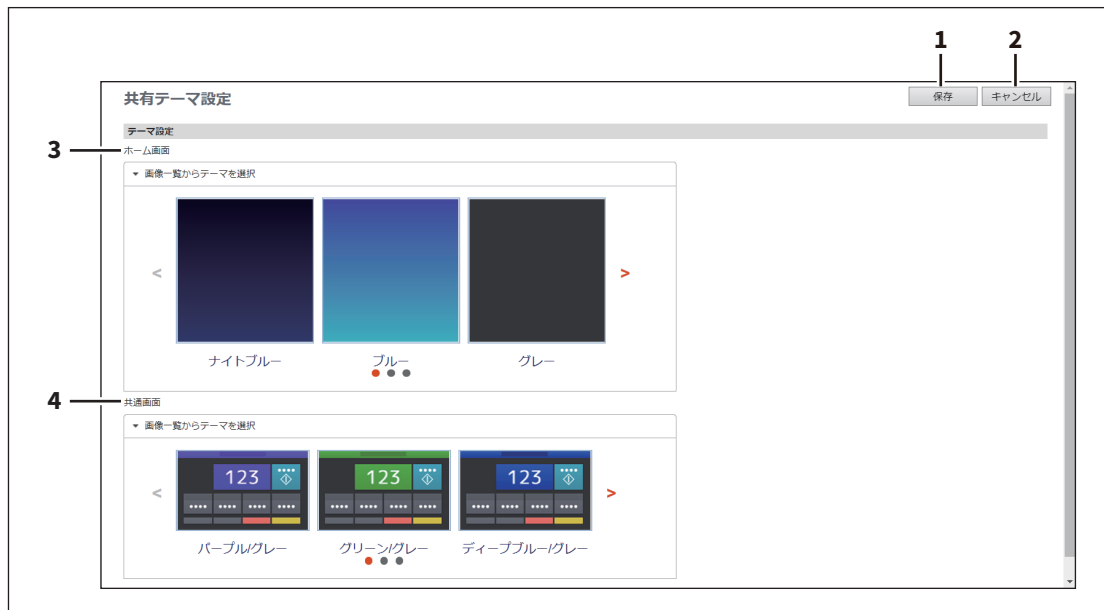 1 2
共有テーマ設定 保存 キャンセル
テーマ設定
3 ホーム画面
▼ 画像一覧からテーマを選択
< >
ナイトブルー ブルー グレー
4 共通画面
▼ 画像一覧からテーマを選択
123 123 123
< >
パープル/グレー グリーン/グレー ディープブルー/グレー